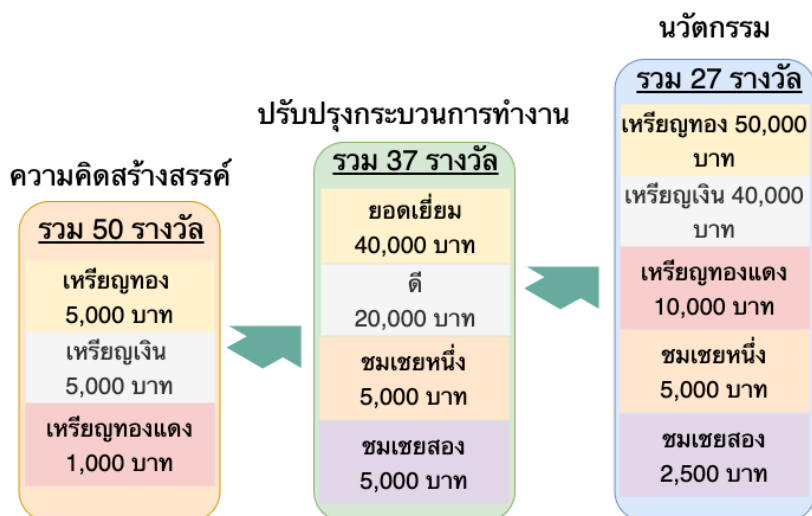 ความคิดสร้างสรรค์
รวม 50 รางวัล
เหรียญทอง
5,000 บาท
เหรียญเงิน
5,000 บาท
เหรียญทองแดง
1,000 บาท
ปรับปรุงกระบวนการทำงาน
รวม 37 รางวัล
ยอดเยี่ยม
40,000 บาท
ดี
20,000 บาท
ชมเชยหนึ่ง
5,000 บาท
ชมเชยสอง
5,000 บาท
นวัตกรรม
รวม 27 รางวัล
เหรียญทอง 50,000
บาท
เหรียญเงิน 40,000
บาท
เหรียญทองแดง
10,000 บาท
ชมเชยหนึ่ง
5,000 บาท
ชมเชยสอง
2,500 บาท